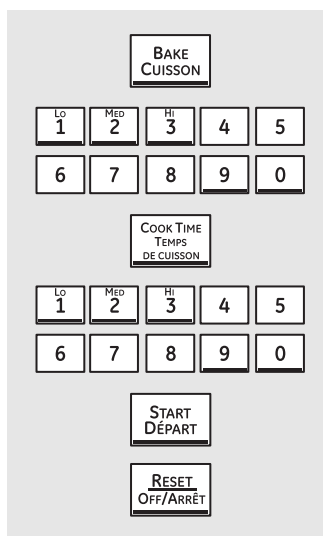 BAKE
CUISSON
LO MED HI
1 2 3 4 5
6 7 8 9 0
COOK TIME
TEMPS
DE CUISSON
LO MED HI
1 2 3 4 5
6 7 8 9 0
START
DÉPART
RESET
OFF/ARRÊT